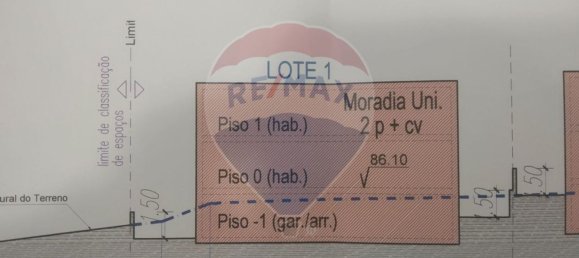 Limit
limite de classificação
de espaços
LOTE 1
RE/MAX
Moradia Uni.
2 p + cv
Piso 1 (hab.)
Piso 0 (hab.)
86.10
Piso -1 (gar./arr.)
1,50
1,50
1,50
ural do Terreno